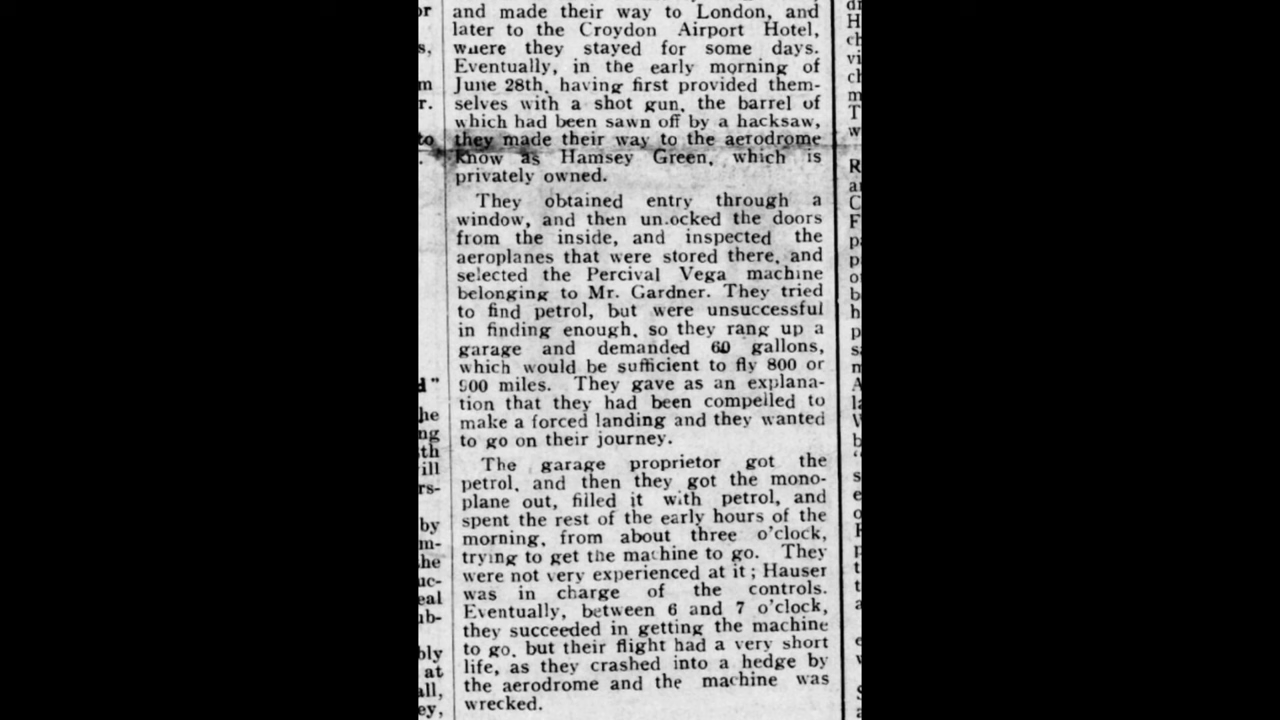 and made their way to London, and
later to the Croydon Airport Hotel,
where they stayed for some days.
Eventually, in the early morning of
June 28th, having first provided them-
selves with a shot gun, the barrel of
which had been sawn off by a hacksaw,
they made their way to the aerodrome
know as Hamsey Green, which is
privately owned.
They obtained entry through a
window, and then un.ocked the doors
from the inside, and inspected the
aeroplanes that were stored there, and
selected the Percival Vega machine
belonging to Mr. Gardner. They tried
to find petrol, but were unsuccessful
in finding enough, so they rang up a
garage and demanded 60 gallons,
which would be sufficient to fly 800 or
900 miles. They gave as an explana-
tion that they had been compelled to
make a forced landing and they wanted
to go on their journey.
The garage proprietor got the
petrol, and then they got the mono-
plane out, filled it with petrol, and
spent the rest of the early hours of the
morning, from about three o'clock,
trying to get the machine to go. They
were not very experienced at it; Hauser
was in charge of the controls.
Eventually, between 6 and 7 o'clock,
they succeeded in getting the machine
to go, but their flight had a very short
life, as they crashed into a hedge by
the aerodrome and the machine was
wrecked.